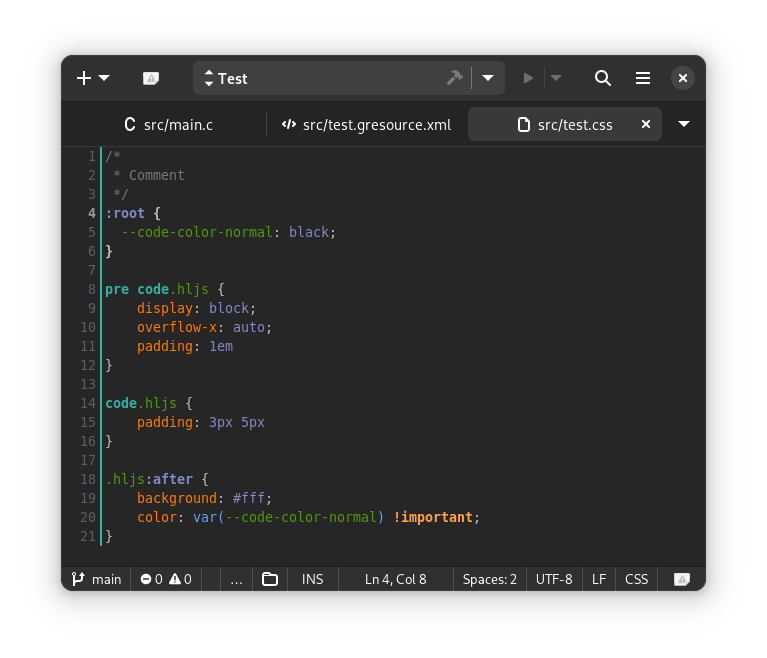 Test
C src/main.c </> src/test.gresource.xml src/test.css
1 /*
2  * Comment
3  */
4 :root {
5   --code-color-normal: black;
6 }
7
8 pre code.hljs {
9     display: block;
10     overflow-x: auto;
11     padding: 1em
12 }
13
14 code.hljs {
15     padding: 3px 5px
16 }
17
18 .hljs:after {
19     background: #fff;
20     color: var(--code-color-normal) !important;
21 }
main 0 0 ... INS Ln 4, Col 8 Spaces: 2 UTF-8 LF CSS